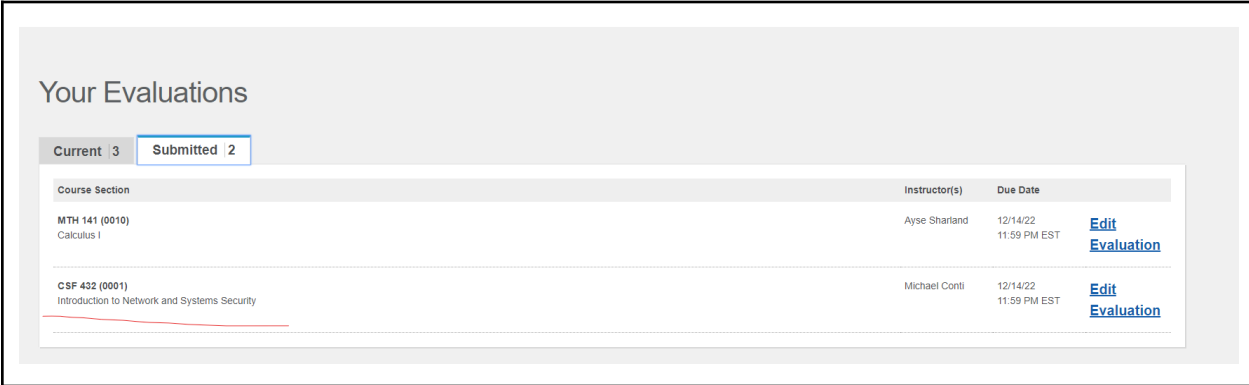 Your Evaluations
Current 3
Submitted 2
Course Section Instructor(s) Due Date
MTH 141 (0010) Ayse Sharland 12/14/22 Edit
Calculus I 11:59 PM EST Evaluation
CSF 432 (0001) Michael Conti 12/14/22 Edit
Introduction to Network and Systems Security 11:59 PM EST Evaluation